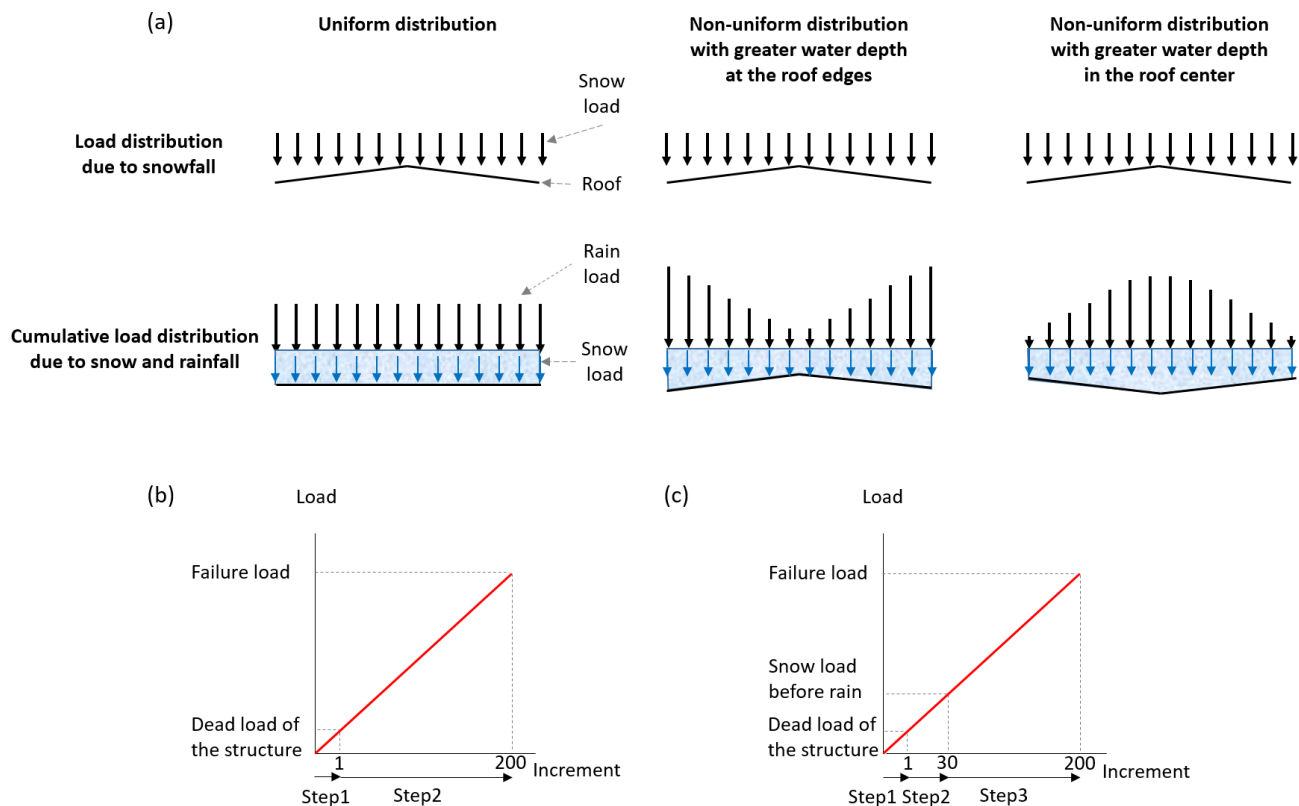 (a)
Uniform distribution
Non-uniform distribution
with greater water depth
at the roof edges
Non-uniform distribution
with greater water depth
in the roof center
Snow
load
Load distribution
due to snowfall
Roof
Rain
load
Cumulative load distribution
due to snow and rainfall
Snow
load
(b)
Load
Failure load
Dead load of
the structure
1
200
Increment
Step1
Step2
(c)
Load
Failure load
Snow load
before rain
Dead load of
the structure
1
30
200
Increment
Step1
Step2
Step3